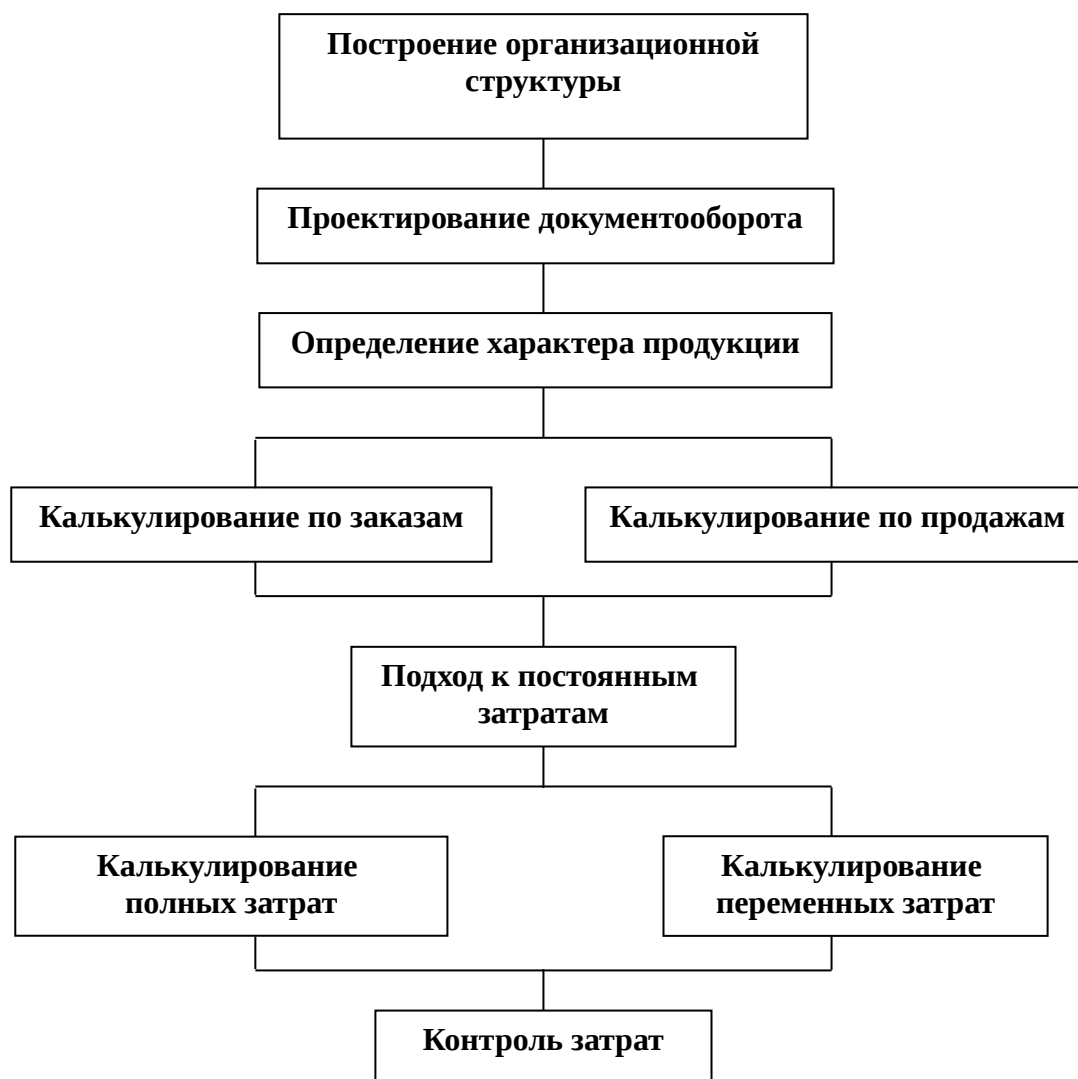 Построение организационной
структуры
Проектирование документооборота
Определение характера продукции
Калькулирование по заказам
Калькулирование по продажам
Подход к постоянным
затратам
Калькулирование
полных затрат
Калькулирование
переменных затрат
Контроль затрат